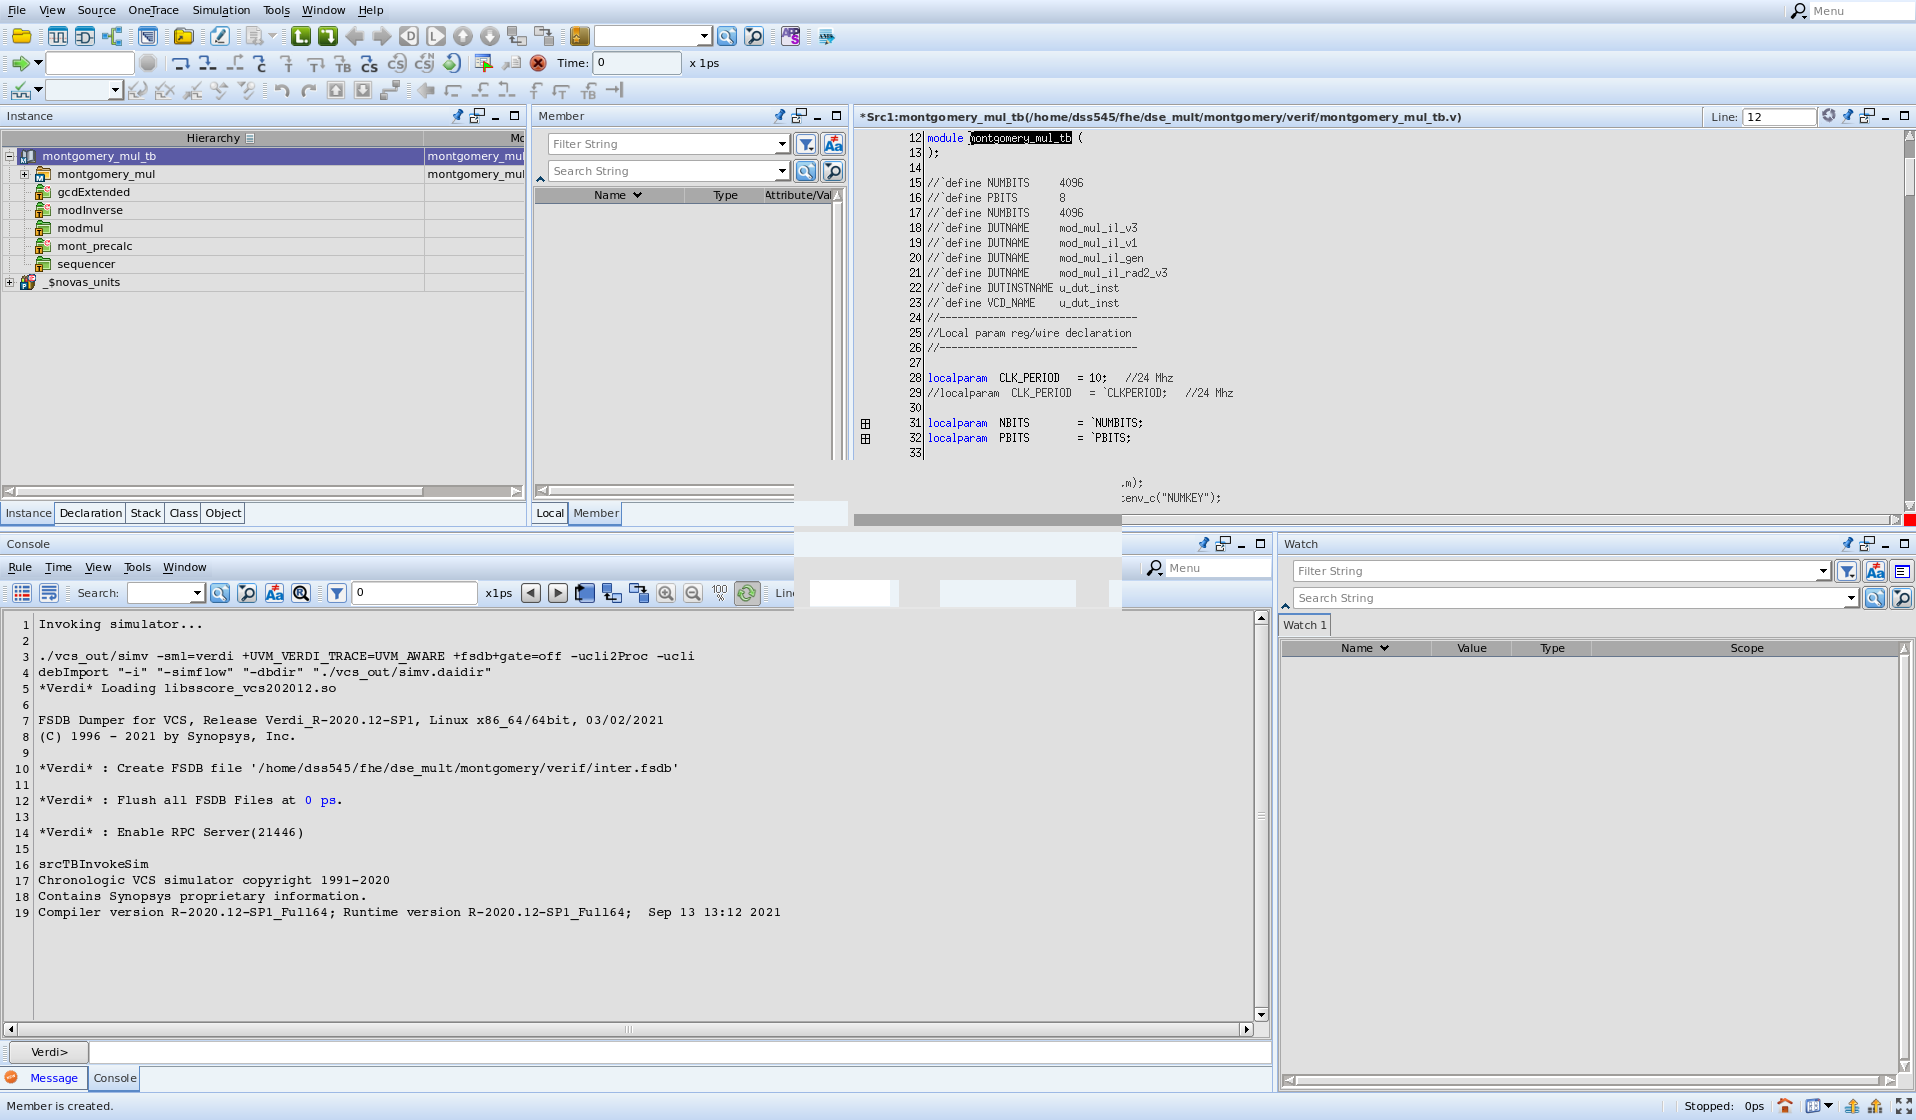 File View Source OneTrace Simulation Tools Window Help Menu
Time: 0 x 1ps
Instance
Hierarchy
montgomery_mul_tb
montgomery_mul montgomery_mul
gcdExtended
modInverse
modmul
mont_precalc
sequencer
_$novas_units
Instance Declaration Stack Class Object
Member
Filter String
Search String
Name Type
Local Member
*Src1:montgomery_mul_tb(/home/dss545/fhe/dse_mult/montgomery/verif/montgomery_mul_tb.v) Line: 12
12 module montgomery_mul_tb (
13 );
14
15 //`define NUMBITS 4096
16 //`define PBITS 8
17 //`define NUMBITS 4096
18 //`define DUTNAME mod_mul_il_v3
19 //`define DUTNAME mod_mul_il_v1
20 //`define DUTNAME mod_mul_il_gen
21 //`define DUTNAME mod_mul_il_rad2_v3
22 //`define DUTINSTNAME u_dut_inst
23 //`define VCD_NAME u_dut_inst
24 //---------------------------------
25 //Local param reg/wire declaration
26 //---------------------------------
27
28 localparam CLK_PERIOD = 10; //24 Mhz
29 //localparam CLK_PERIOD = `CLKPERIOD; //24 Mhz
30
31 localparam NBITS = `NUMBITS;
32 localparam PBITS = `PBITS;
33
.m);
env_c("NUMKEY");
Console
Rule Time View Tools Window Menu
Search: 0 x1ps 100 %
1 Invoking simulator...
2
3 ./vcs_out/simv -sml=verdi +UVM_VERDI_TRACE=UVM_AWARE +fsdb+gate=off -ucli2Proc -ucli
4 debImport "-i" "-simflow" "-dbdir" "./vcs_out/simv.daidir"
5 *Verdi* Loading libsscore_vcs202012.so
6
7 FSDB Dumper for VCS, Release Verdi_R-2020.12-SP1, Linux x86_64/64bit, 03/02/2021
8 (C) 1996 - 2021 by Synopsys, Inc.
9
10 *Verdi* : Create FSDB file '/home/dss545/fhe/dse_mult/montgomery/verif/inter.fsdb'
11
12 *Verdi* : Flush all FSDB Files at 0 ps.
13
14 *Verdi* : Enable RPC Server(21446)
15
16 srcTBInvokeSim
17 Chronologic VCS simulator copyright 1991-2020
18 Contains Synopsys proprietary information.
19 Compiler version R-2020.12-SP1_Full64; Runtime version R-2020.12-SP1_Full64; Sep 13 13:12 2021
Verdi>
Message Console
Watch
Filter String
Search String
Watch 1
Name Value Type Scope
Member is created. Stopped: 0ps